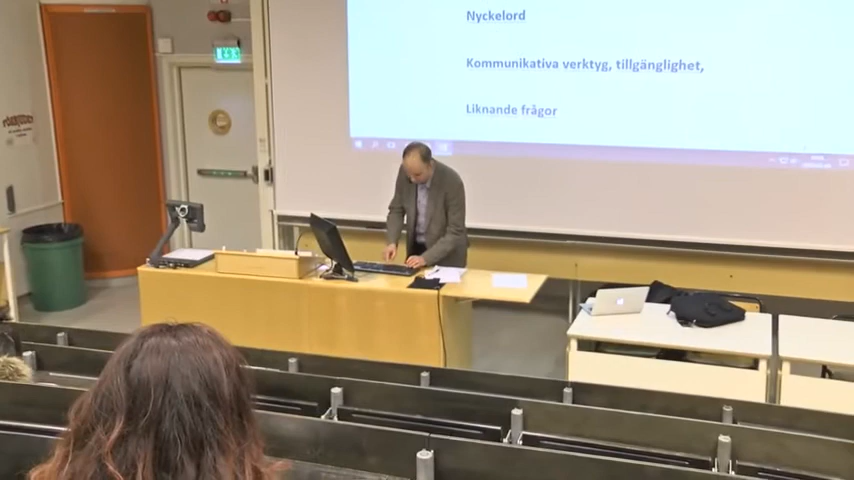 Nyckelord
Kommunikativa verktyg, tillgänglighet,
Liknande frågor